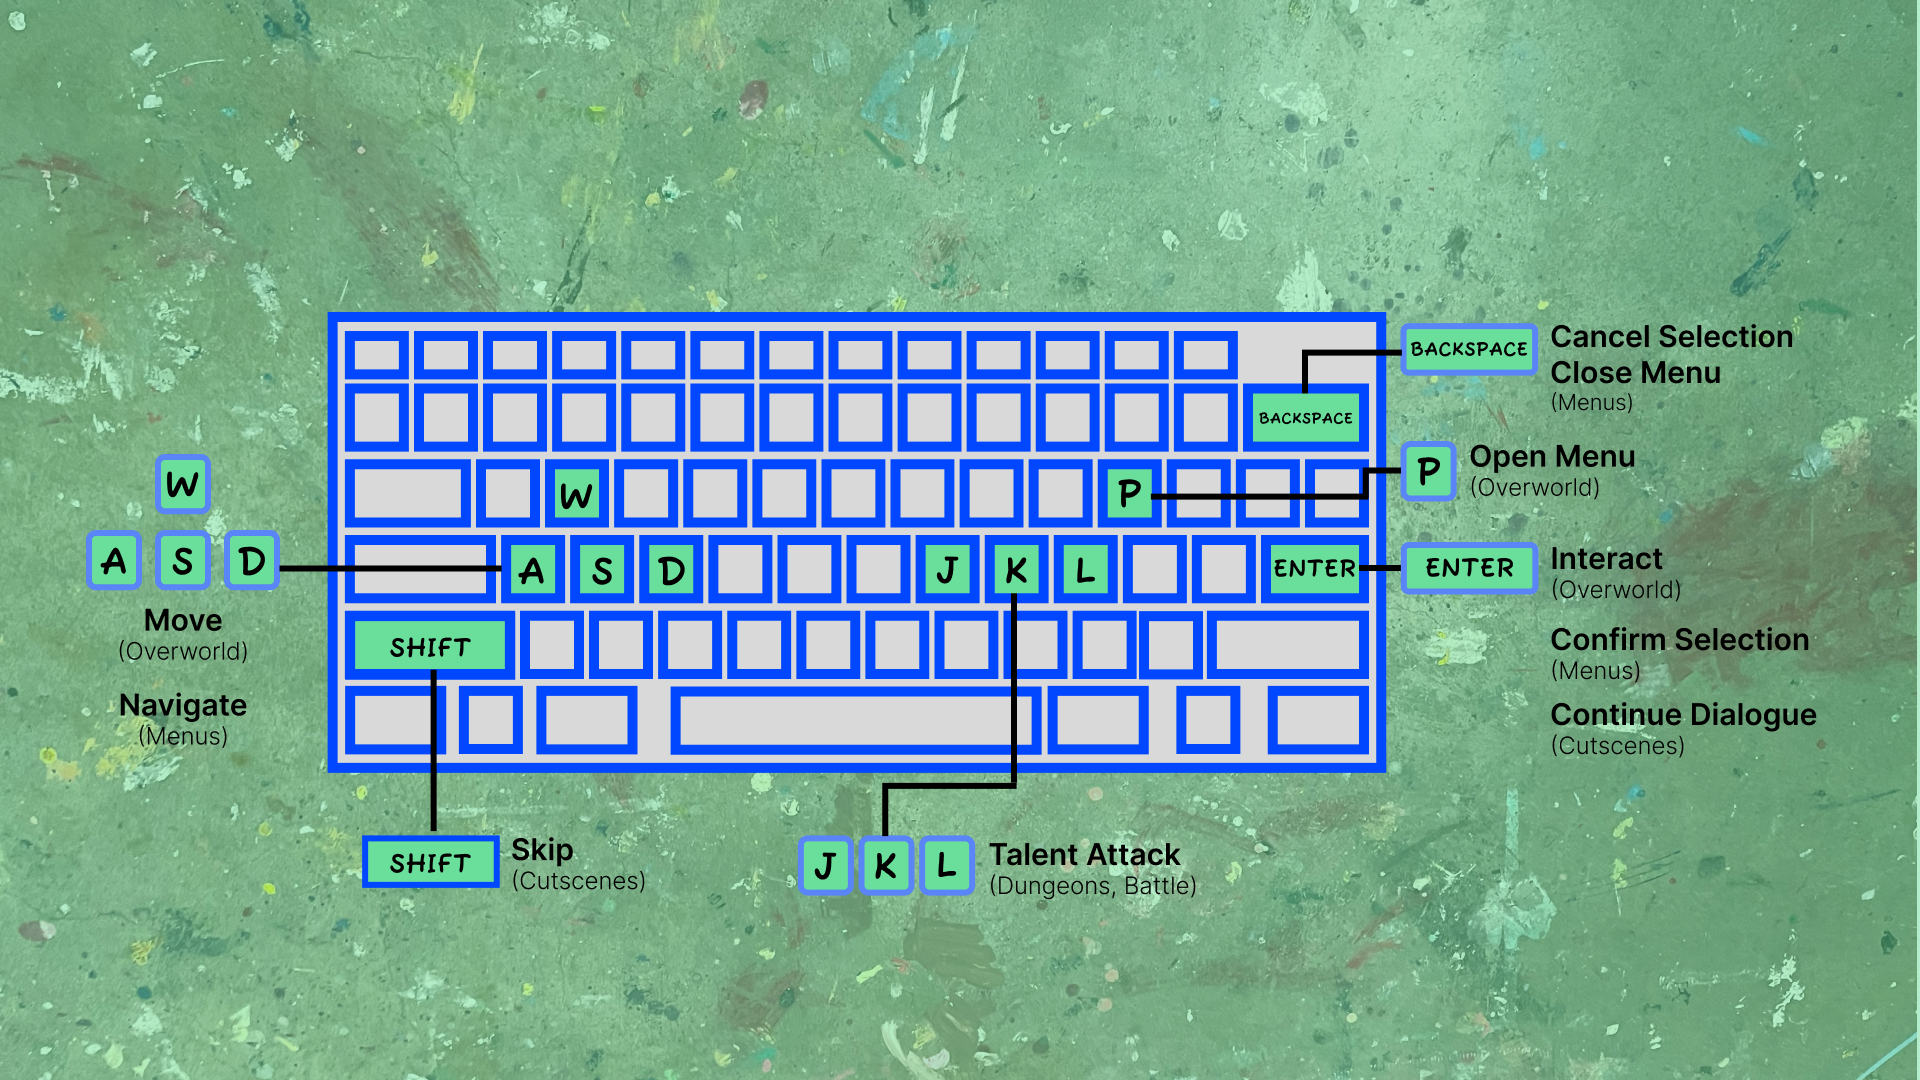 BACKSPACE
W
P
A S D
J K L
ENTER
SHIFT
W
A S D
Move
(Overworld)
Navigate
(Menus)
BACKSPACE
Cancel Selection
Close Menu
(Menus)
P
Open Menu
(Overworld)
ENTER
Interact
(Overworld)
Confirm Selection
(Menus)
Continue Dialogue
(Cutscenes)
SHIFT
Skip
(Cutscenes)
J K L
Talent Attack
(Dungeons, Battle)